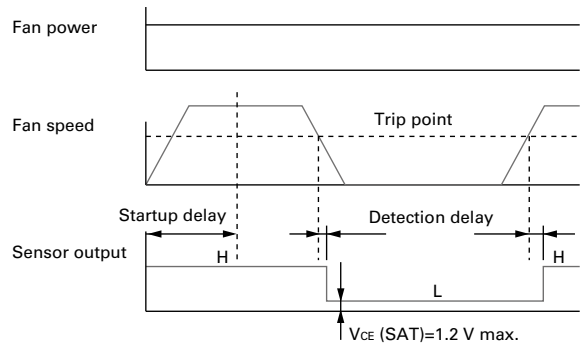 Fan power
Fan speed
Trip point
Startup delay
Detection delay
Sensor output
H
H
L
VCE (SAT)=1.2 V max.